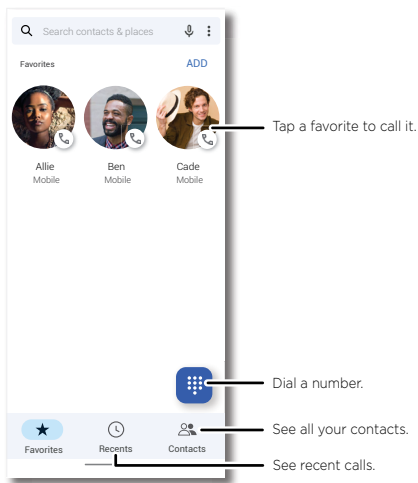 Search contacts & places
Favorites ADD
Tap a favorite to call it.
Allie Ben Cade
Mobile Mobile Mobile
Dial a number.
See all your contacts.
Favorites Recents Contacts
See recent calls.